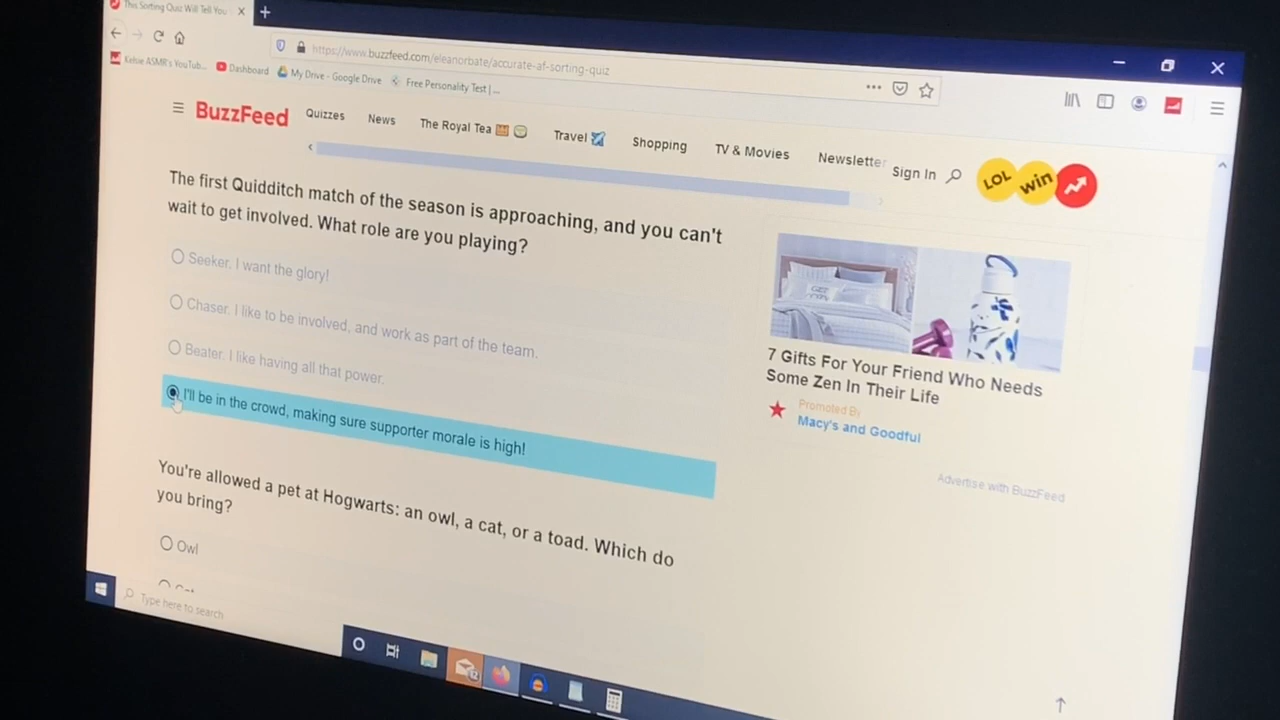 This Sorting Quiz Will Tell You
https://www.buzzfeed.com/eleanorbate/accurate-af-sorting-quiz
Kelsie ASMR's YouTub...
Dashboard
My Drive - Google Drive
Free Personality Test | ...
BuzzFeed
Quizzes
News
The Royal Tea
Travel
Shopping
TV & Movies
Newsletter
Sign In
LOL
win
The first Quidditch match of the season is approaching, and you can't
wait to get involved. What role are you playing?
Seeker. I want the glory!
Chaser. I like to be involved, and work as part of the team.
Beater. I like having all that power.
I'll be in the crowd, making sure supporter morale is high!
You're allowed a pet at Hogwarts: an owl, a cat, or a toad. Which do
you bring?
Owl
7 Gifts For Your Friend Who Needs
Some Zen In Their Life
Promoted By
Macy's and Goodful
Advertise with BuzzFeed
Type here to search